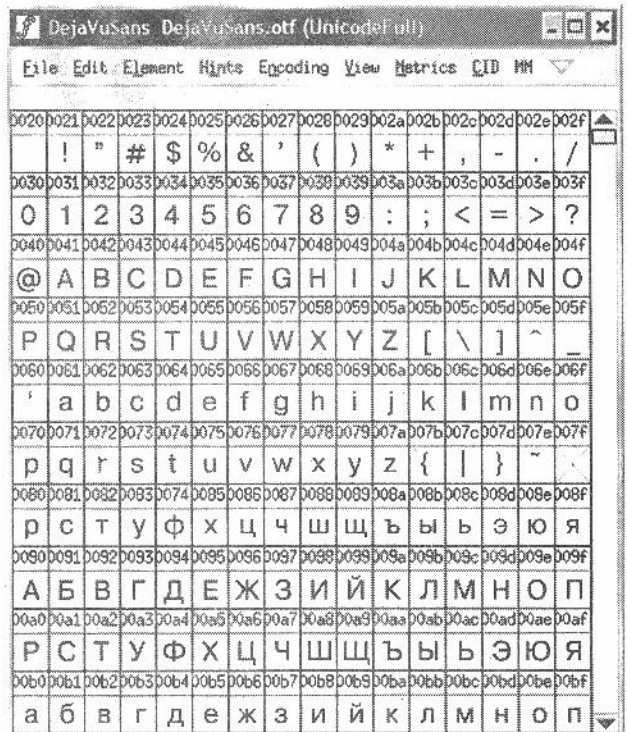 DejaVuSans DejaVuSans.otf (UnicodeFull)
File Edit Element Hints Encoding View Metrics CID MM
0020 0021 0022 0023 0024 0025 0026 0027 0028 0029 002a 002b 002c 002d 002e 002f
! " # $ % & ' ( ) * + , - . /
0030 0031 0032 0033 0034 0035 0036 0037 0038 0039 003a 003b 003c 003d 003e 003f
0 1 2 3 4 5 6 7 8 9 : ; < = > ?
0040 0041 0042 0043 0044 0045 0046 0047 0048 0049 004a 004b 004c 004d 004e 004f
@ A B C D E F G H I J K L M N O
0050 0051 0052 0053 0054 0055 0056 0057 0058 0059 005a 005b 005c 005d 005e 005f
P Q R S T U V W X Y Z [ \ ] ^ _
0060 0061 0062 0063 0064 0065 0066 0067 0068 0069 006a 006b 006c 006d 006e 006f
‘ a b c d e f g h i j k l m n o
0070 0071 0072 0073 0074 0075 0076 0077 0078 0079 007a 007b 007c 007d 007e 007f
p q r s t u v w x y z { | } ~
0080 0081 0082 0083 0074 0085 0086 0087 0088 0089 008a 008b 008c 008d 008e 008f
р с т у ф х ц ч ш щ ъ ы ь э ю я
0090 0091 0092 0093 0094 0095 0096 0097 0098 0099 009a 009b 009c 009d 009e 009f
А Б В Г Д Е Ж З И Й К Л М Н О П
00a0 00a1 00a2 00a3 00a4 00a5 00a6 00a7 00a8 00a9 00aa 00ab 00ac 00ad 00ae 00af
Р С Т У Ф Х Ц Ч Ш Щ Ъ Ы Ь Э Ю Я
00b0 00b1 00b2 00b3 00b4 00b5 00b6 00b7 00b8 00b9 00ba 00bb 00bc 00bd 00be 00bf
а б в г д е ж з и й к л м н о п